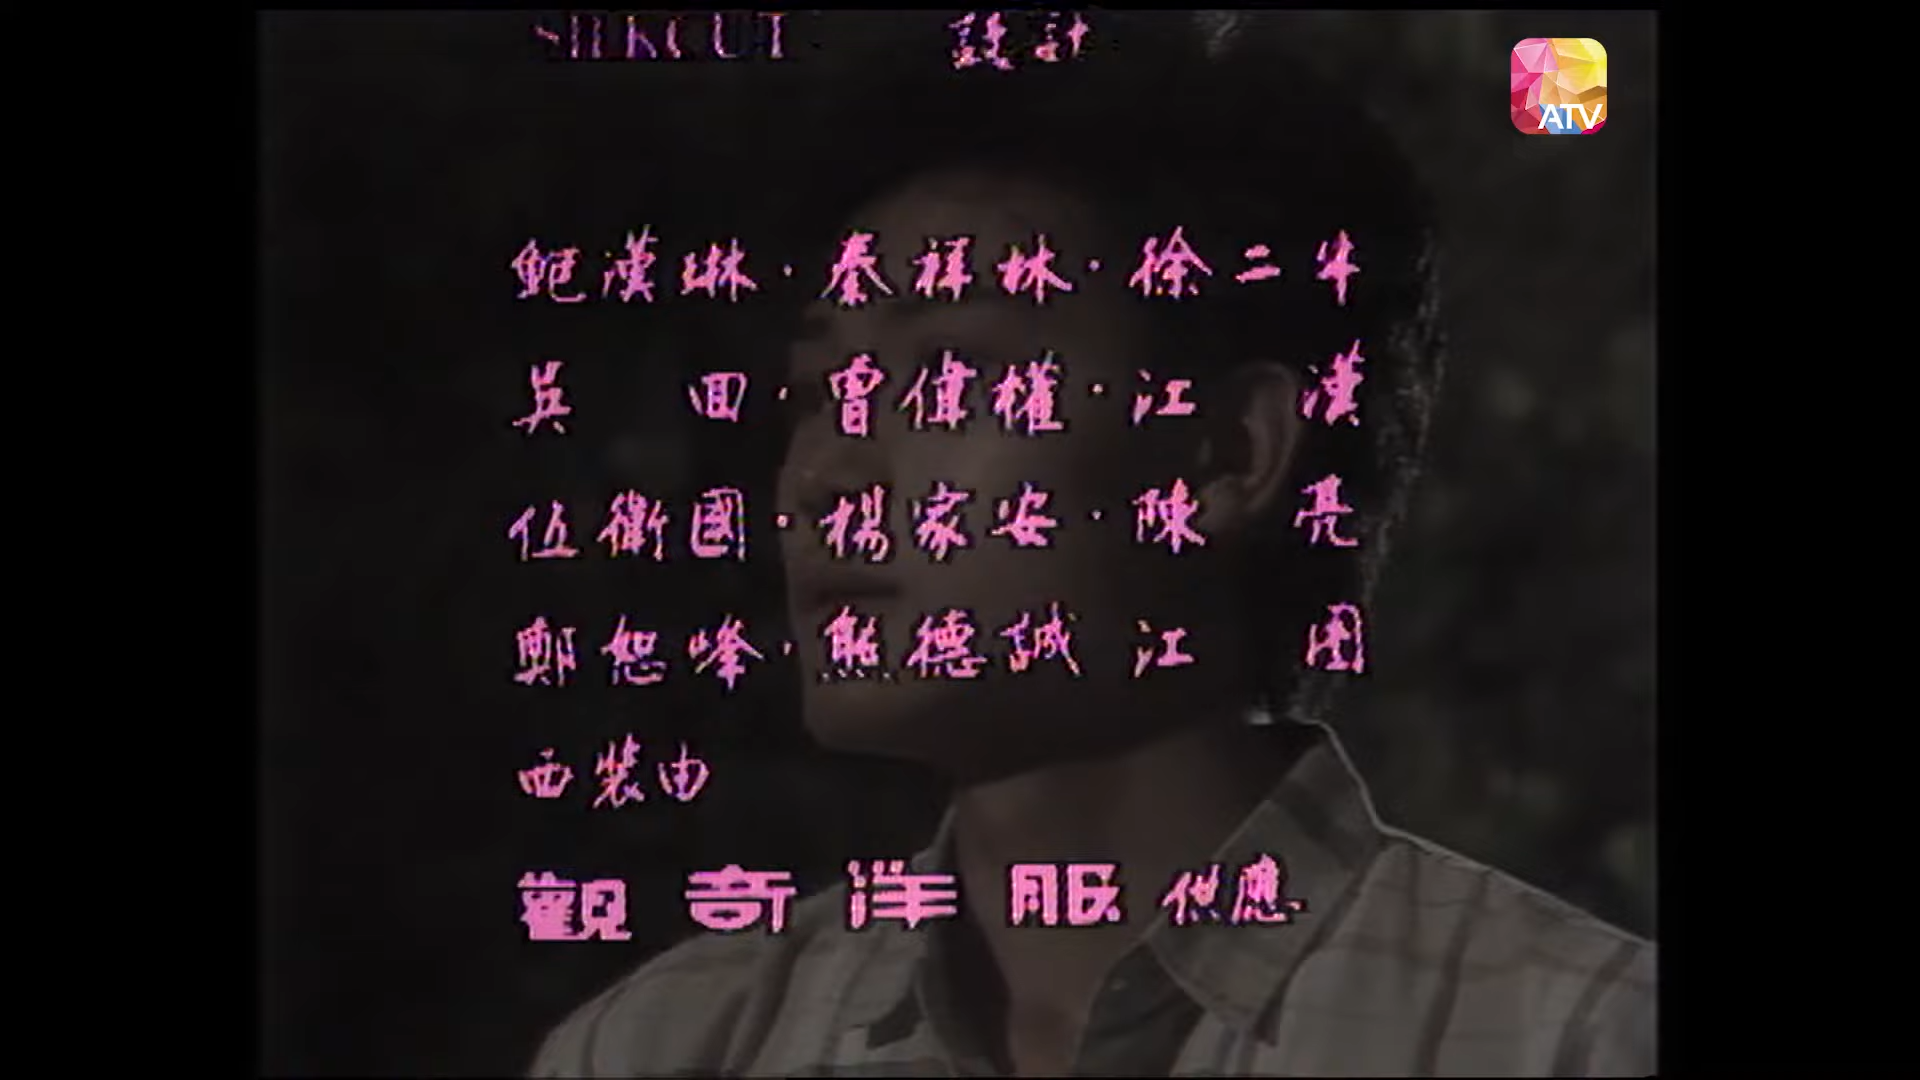 SILKCUT 設計
ATV
鮑漢琳·秦祥林·徐二牛
吳 回·曾偉權·江 漢
伍衛國·楊家安·陳 亮
鄭恕峰·熊德誠 江 圖
西裝由
觀奇洋服供應